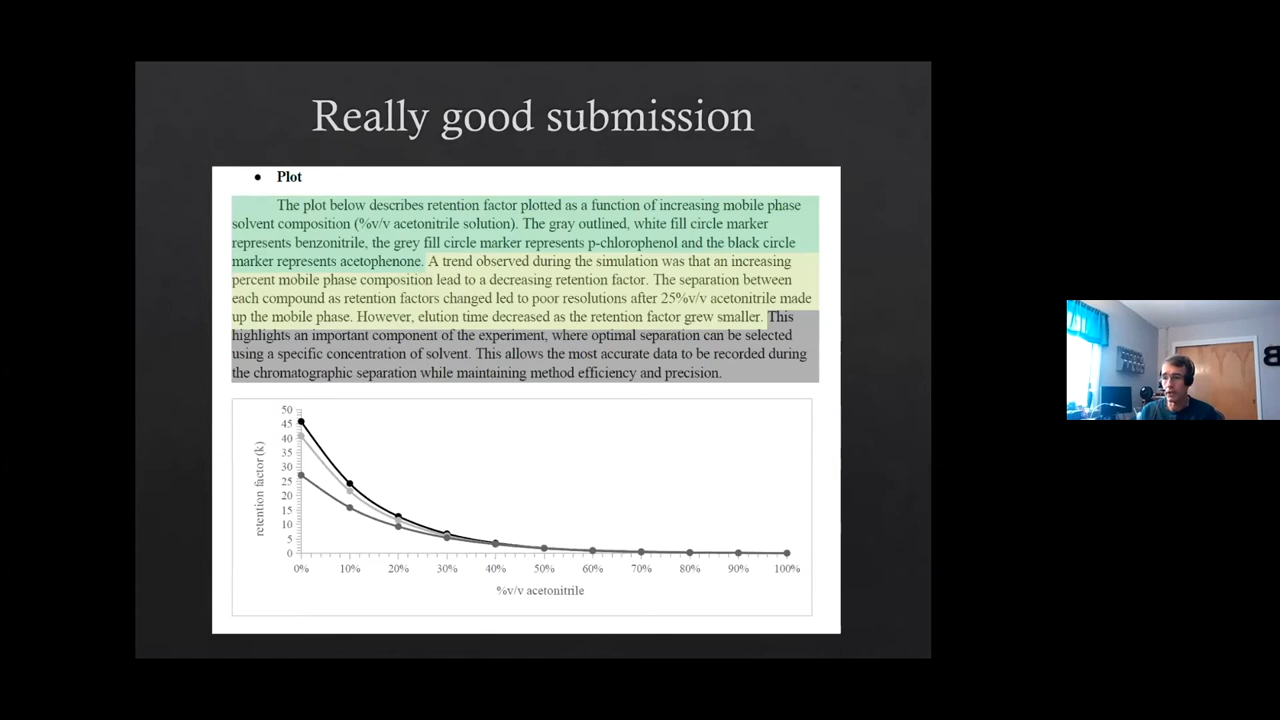 Really good submission
• Plot
The plot below describes retention factor plotted as a function of increasing mobile phase
solvent composition (%v/v acetonitrile solution). The gray outlined, white fill circle marker
represents benzonitrile, the grey fill circle marker represents p-chlorophenol and the black circle
marker represents acetophenone. A trend observed during the simulation was that an increasing
percent mobile phase composition lead to a decreasing retention factor. The separation between
each compound as retention factors changed led to poor resolutions after 25%v/v acetonitrile made
up the mobile phase. However, elution time decreased as the retention factor grew smaller. This
highlights an important component of the experiment, where optimal separation can be selected
using a specific concentration of solvent. This allows the most accurate data to be recorded during
the chromatographic separation while maintaining method efficiency and precision.
retention factor (k)
50
45
40
35
30
25
20
15
10
5
0
0% 10% 20% 30% 40% 50% 60% 70% 80% 90% 100%
%v/v acetonitrile